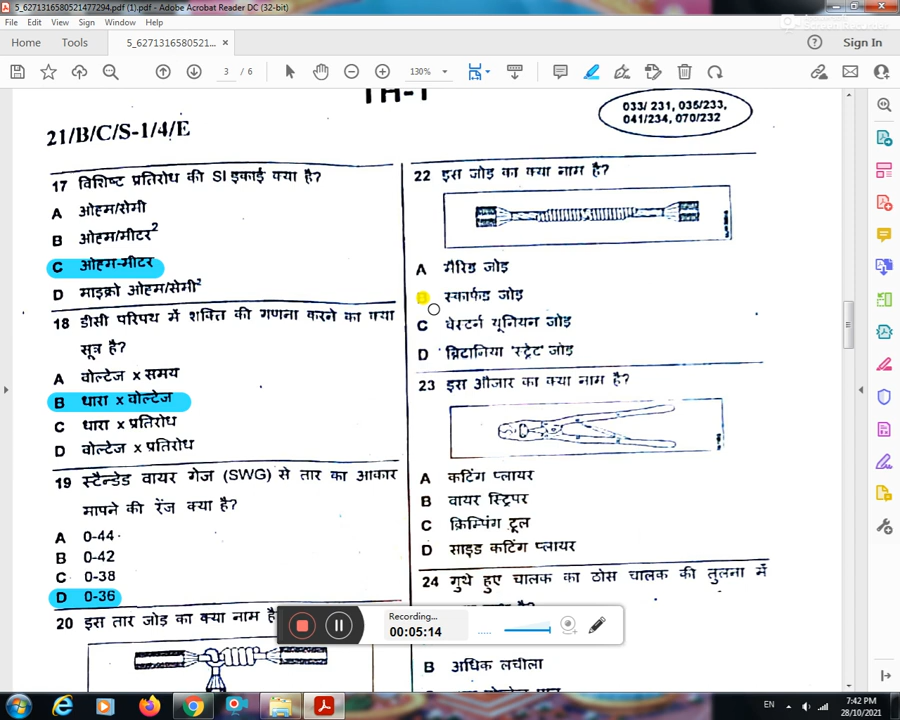 5_6271316580521477294.pdf (1).pdf - Adobe Acrobat Reader DC (32-bit)
File Edit View Sign Window Help
Home Tools 5_6271316580521... × Sign In
3 / 6 130%
TH-1
21/B/C/S-1/4/E
033/ 231, 035/233,
041/234, 070/232
17 विशिष्ट प्रतिरोध की SI इकाई क्या है?
A ओहम/सेमी
B ओहम/मीटर²
C ओहम-मीटर
D माइक्रो ओहम/सेमी²
18 डीसी परिपथ में शक्ति की गणना करने का क्या
सूत्र है?
A वोल्टेज x समय
B धारा x वोल्टेज
C धारा x प्रतिरोध
D वोल्टेज x प्रतिरोध
19 स्टैन्डेड वायर गेज (SWG) से तार का आकार
मापने की रेंज क्या है?
A 0-44
B 0-42
C 0-38
D 0-36
20 इस तार जोड़ का क्या नाम है
22 इस जोड़ का क्या नाम है?
A मैरिड जोड़
B स्कार्फड जोड़
C वेस्टर्न यूनियन जोड़
D ब्रिटानिया 'स्ट्रेट' जोड़
23 इस औजार का क्या नाम है?
A कटिंग प्लायर
B वायर स्ट्रिपर
C क्रिम्पिंग टूल
D साइड कटिंग प्लायर
24 गुथे हुए चालक का ठोस चालक की तुलना में
B अधिक लचीला
Recording...
00:05:14
EN 7:42 PM
28/10/2021